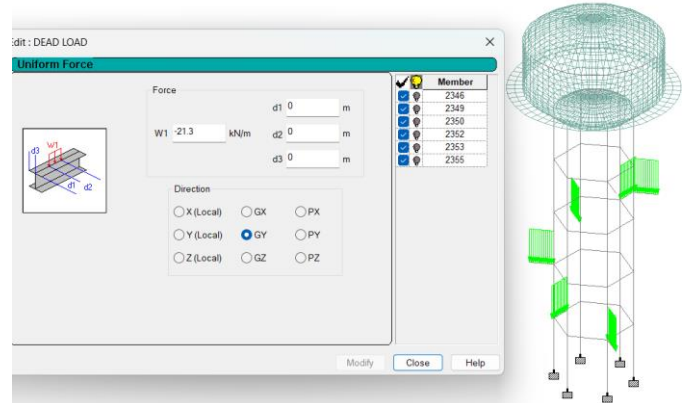 Edit : DEAD LOAD
Uniform Force
Force
d1 0 m
W1 -21.3 kN/m d2 0 m
d3 0 m
W1
d3
d1
d2
Direction
X (Local) GX PX
Y (Local) GY PY
Z (Local) GZ PZ
Member
2346
2349
2350
2352
2353
2355
Modify Close Help